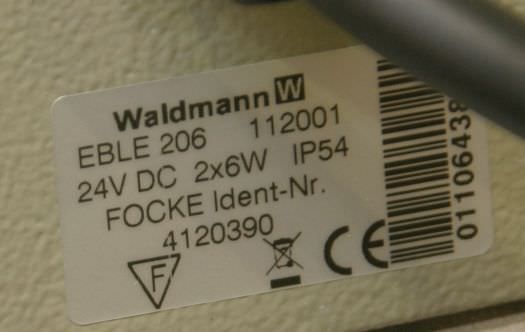 Waldmann W
EBLE 206 112001
24V DC 2x6W IP54
FOCKE Ident-Nr.
4120390
F
CE
01106438